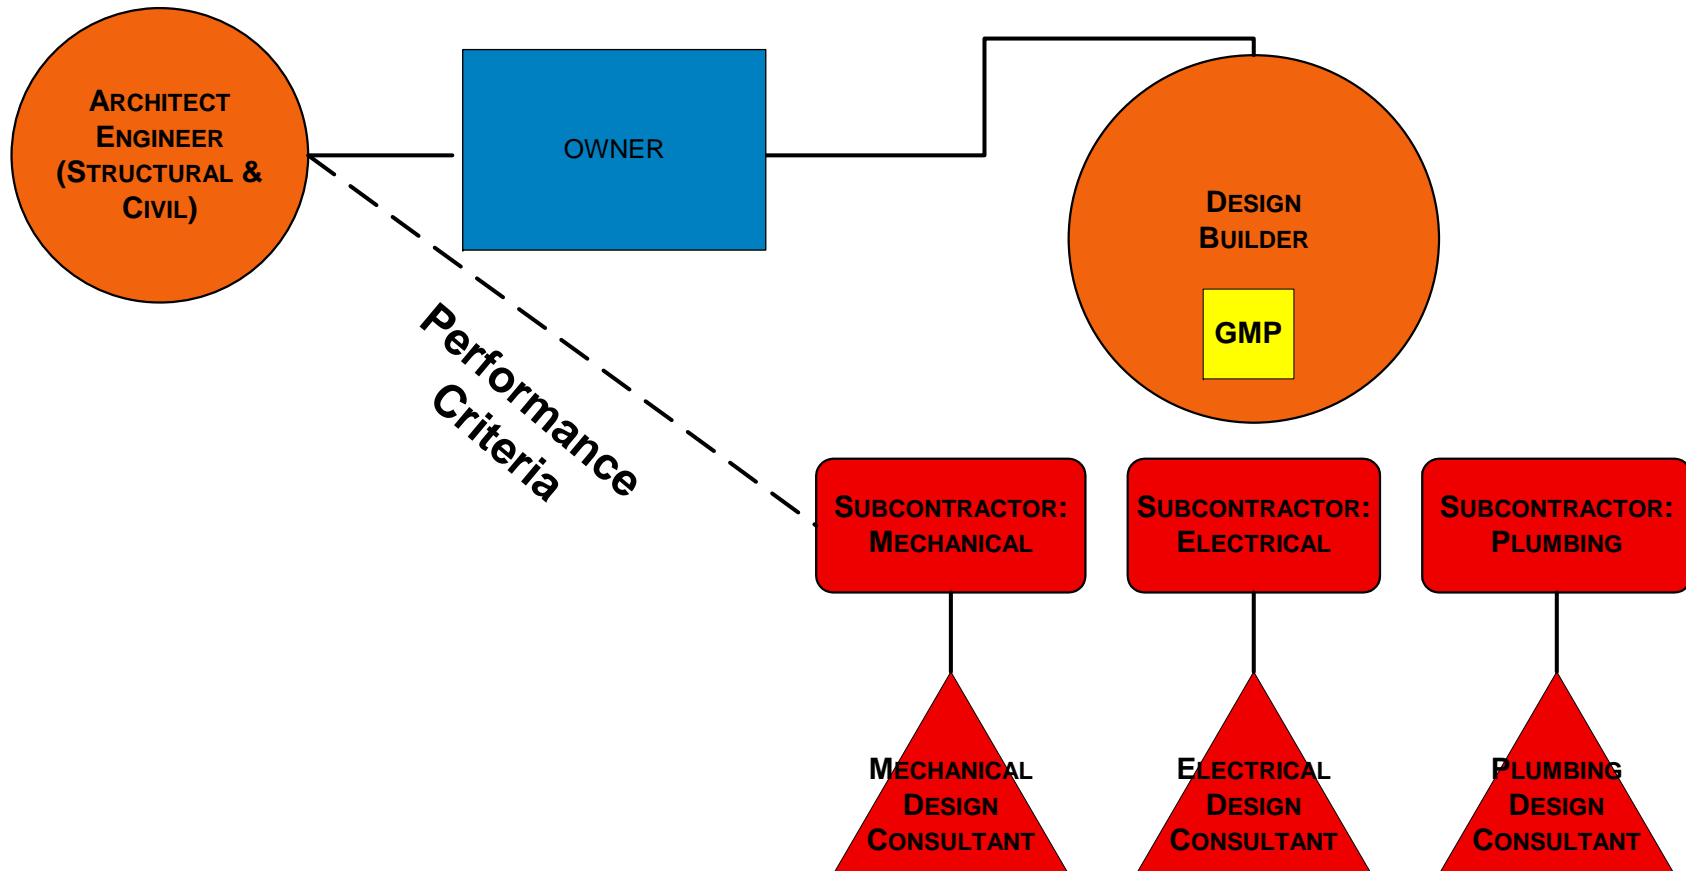 ARCHITECT
ENGINEER
(STRUCTURAL &
CIVIL)
OWNER
DESIGN
BUILDER
GMP
Performance
Criteria
SUBCONTRACTOR:
MECHANICAL
SUBCONTRACTOR:
ELECTRICAL
SUBCONTRACTOR:
PLUMBING
MECHANICAL
DESIGN
CONSULTANT
ELECTRICAL
DESIGN
CONSULTANT
PLUMBING
DESIGN
CONSULTANT